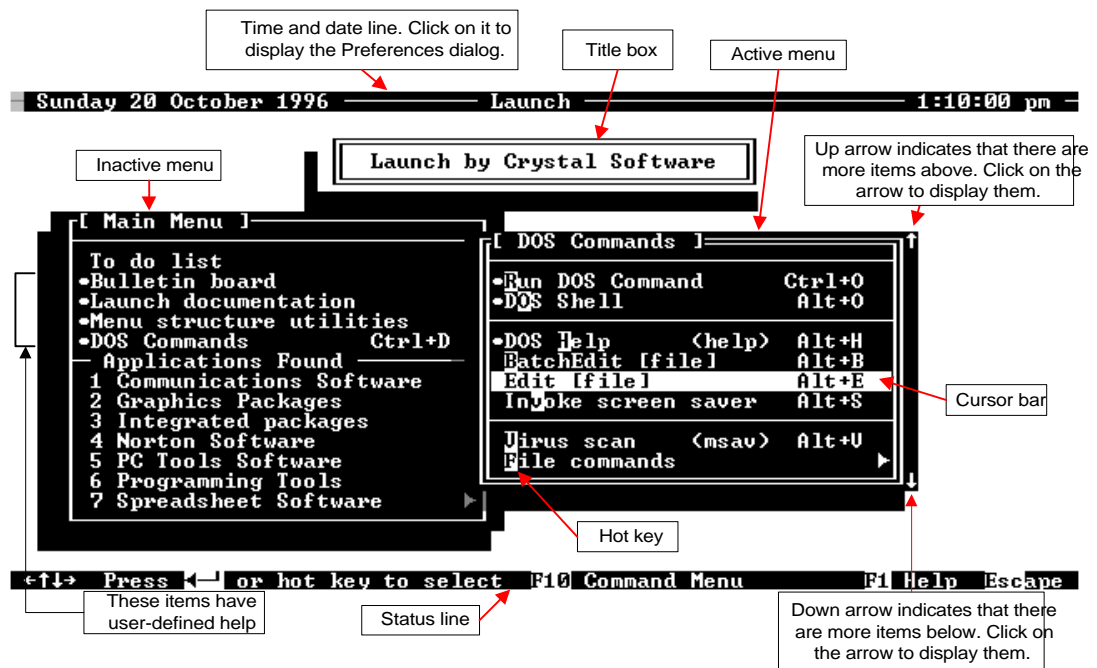 Time and date line. Click on it to
display the Preferences dialog.
Title box
Active menu
Sunday 20 October 1996
Launch
1:10:00 pm
Inactive menu
Launch by Crystal Software
Up arrow indicates that there are
more items above. Click on the
arrow to display them.
[ Main Menu ]
To do list
•Bulletin board
•Launch documentation
•Menu structure utilities
•DOS Commands Ctrl+D
Applications Found
1 Communications Software
2 Graphics Packages
3 Integrated packages
4 Norton Software
5 PC Tools Software
6 Programming Tools
7 Spreadsheet Software ►
[ DOS Commands ] ↑
•Run DOS Command Ctrl+O
•DOS Shell Alt+O
•DOS Help (help) Alt+H
BatchEdit [file] Alt+B
Edit [file] Alt+E
Invoke screen saver Alt+S
Virus scan (msav) Alt+V
File commands ►
↓
Cursor bar
Hot key
←↑↓→ Press ◄─┘ or hot key to select F10 Command Menu F1 Help Escape
These items have
user-defined help
Status line
Down arrow indicates that there
are more items below. Click on
the arrow to display them.